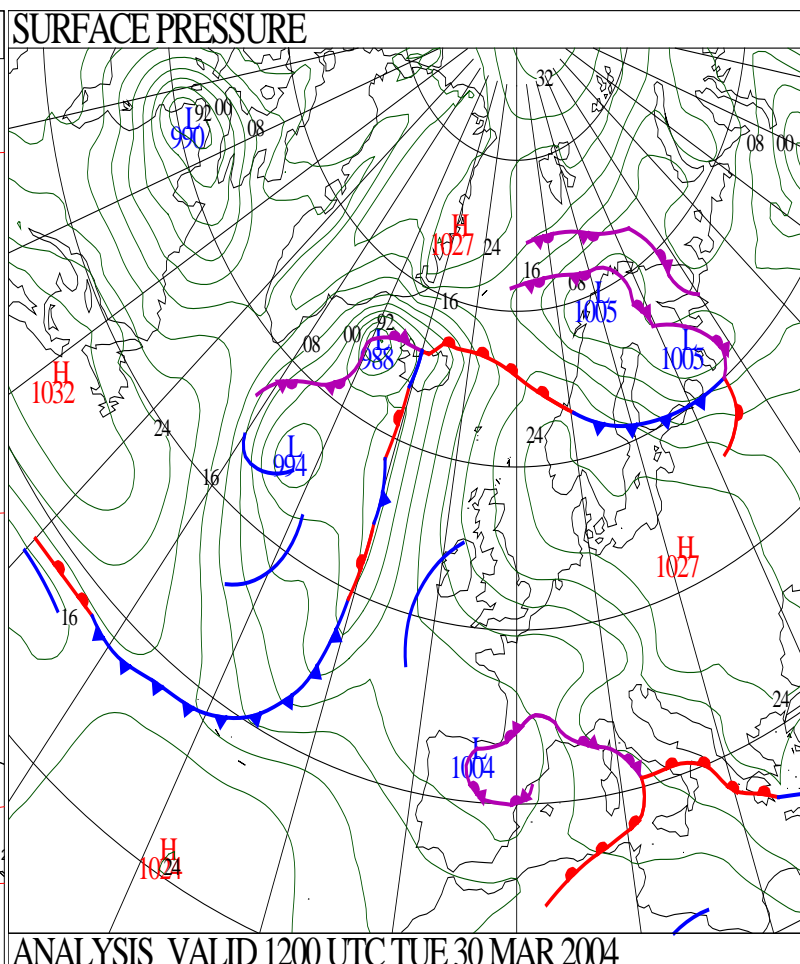 SURFACE PRESSURE
32
L 92 00
990 08
08 00
H
1027 24
16
08 L
1005
16
92
00 L
08 988
L
1005
H
1032
24
24
L
994
16
H
1027
16
24
L
1004
H
1024
24
ANALYSIS VALID 1200 UTC TUE 30 MAR 2004